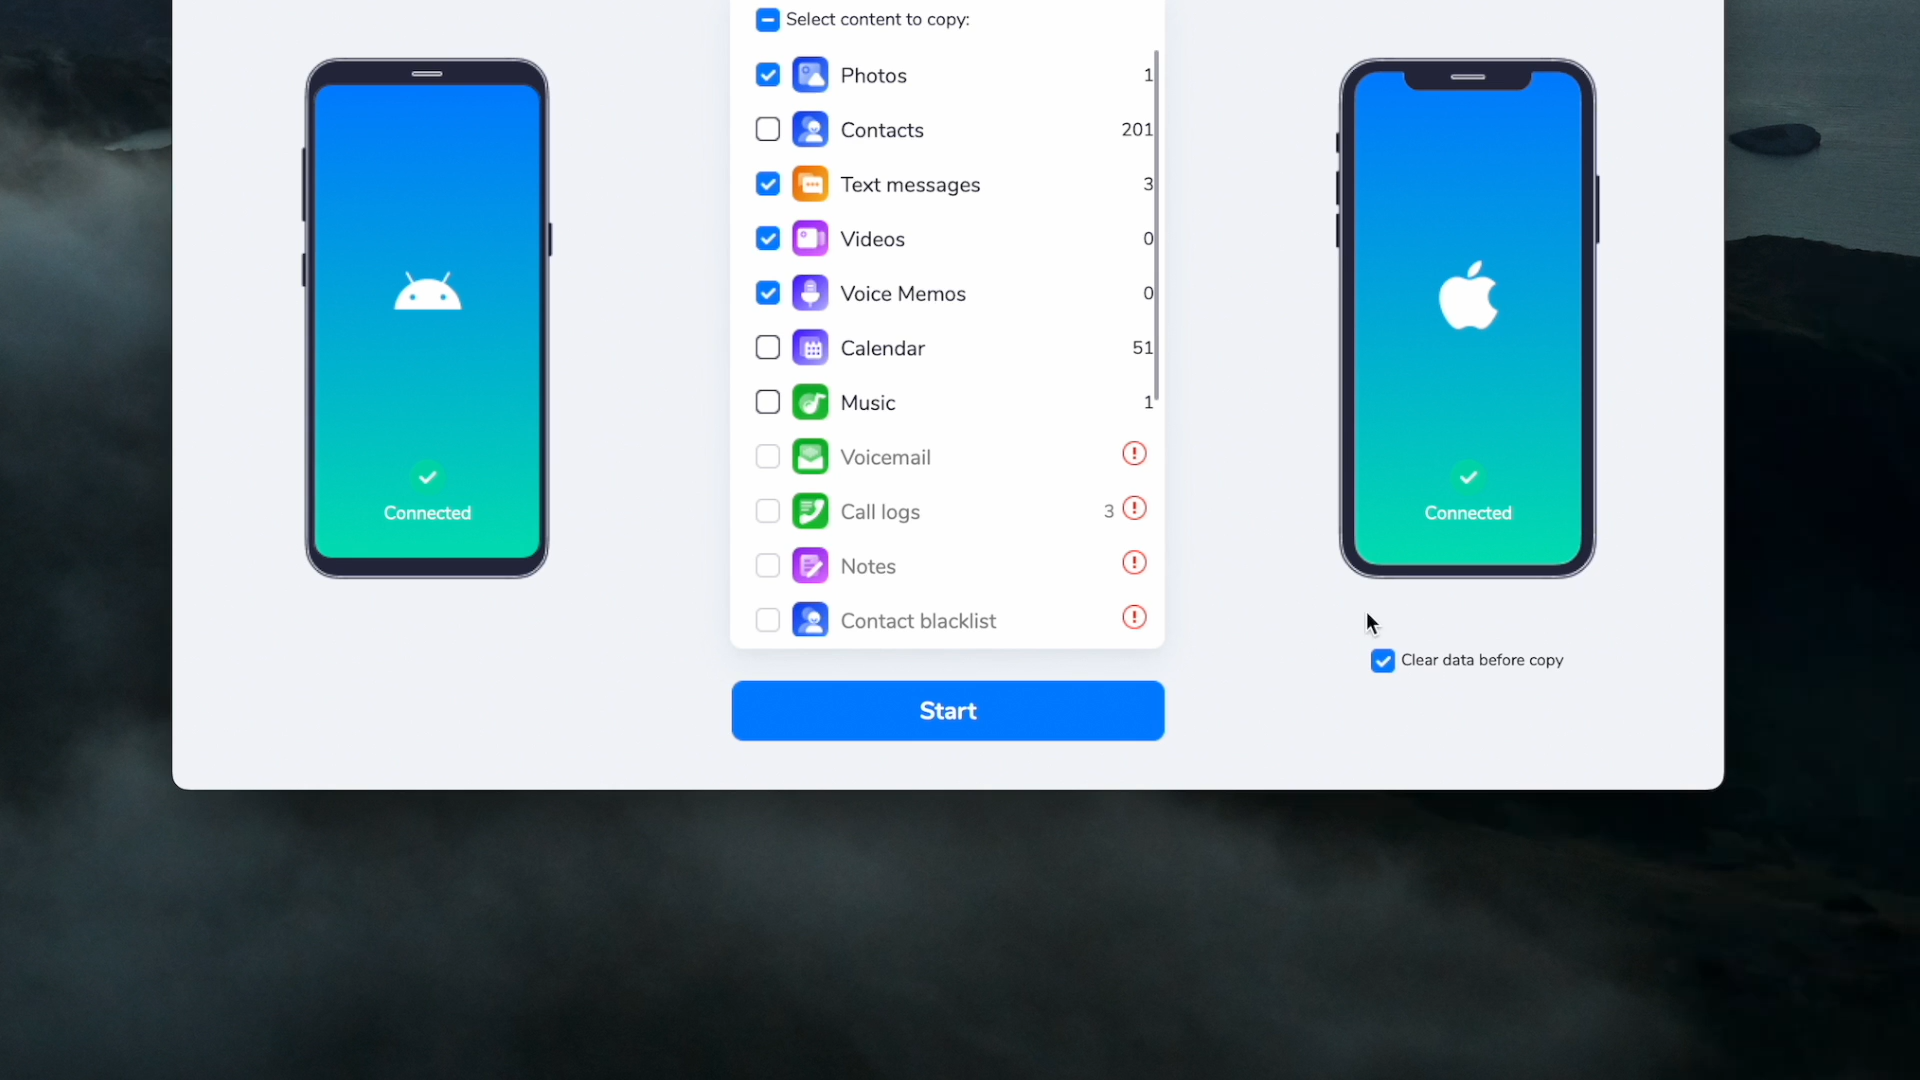 Select content to copy:
Photos 1
Contacts 201
Text messages 3
Videos 0
Voice Memos 0
Calendar 51
Music 1
Voicemail
Call logs 3
Notes
Contact blacklist
Connected
Connected
Clear data before copy
Start